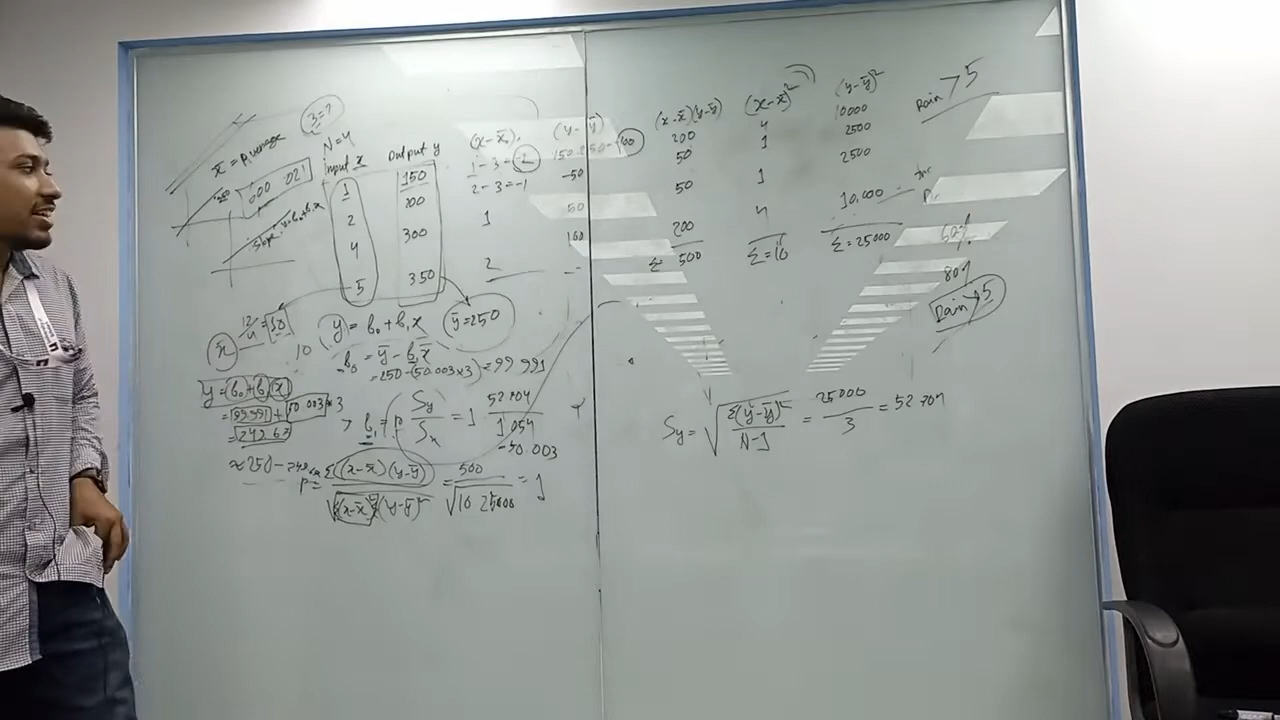 x̄ = Average
3=?
N=4
Input x
1
2
4
5
Output y
150
200
300
350
(x-x̄)
1-3=-2
2-3=-1
1
2
(y-ȳ)
150-250-100
-50
50
100
(x-x̄)(y-ȳ)
200
50
50
200
Σ 500
(x-x̄)²
4
1
1
4
Σ=10
(y-ȳ)²
10000
2500
2500
10,000
Σ=25000
Rain >5
60%
80%
Rain >5
x̄ 12/4 =
10
y = b₀ + b₁x
ȳ=250
b₀ = ȳ - b₁x̄
=250-(50.003×3)=99.991
y = b₀+b₁(x)
= 99.991 + 50.003×3
≈250-
b₁ = p Sy/Sx = 1 52.704/1.054
=50.003
p = Σ(x-x̄)(y-ȳ)/√Σ(x-x̄)²Σ(y-ȳ)² = 500/√10 25000 = 1
Sy = √Σ(y-ȳ)²/N-1 = 25000/3 = 52.704